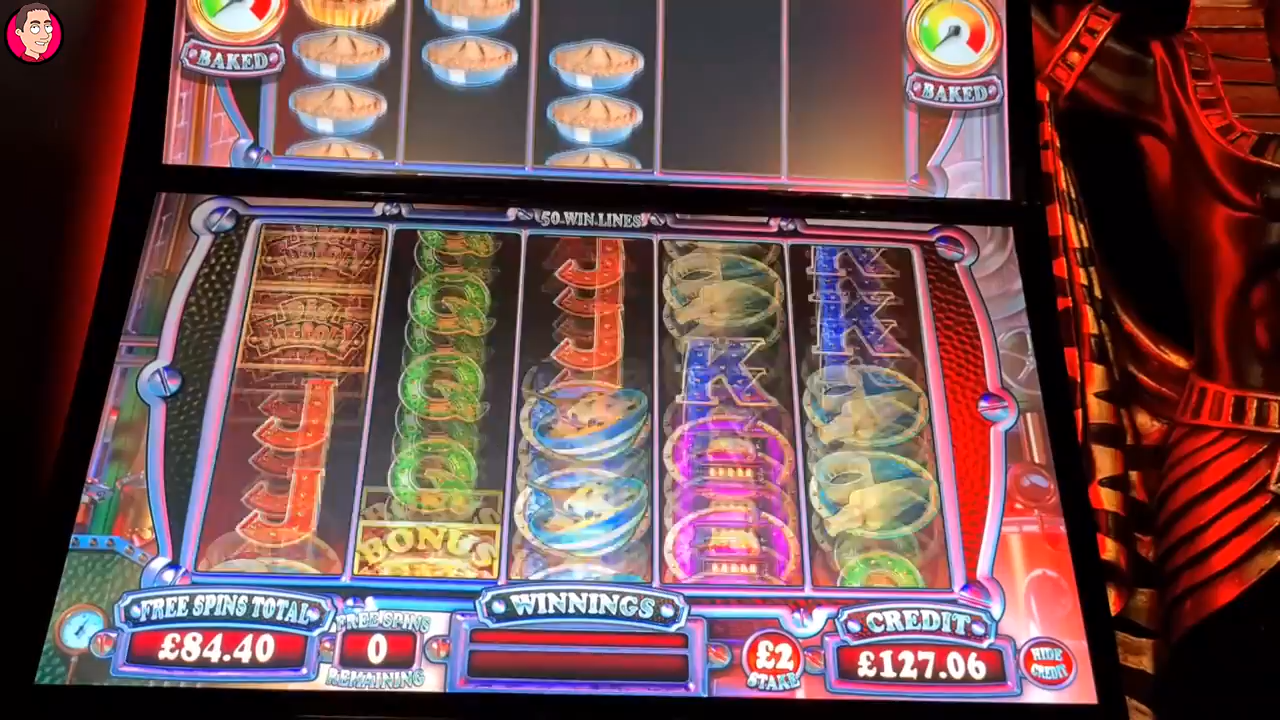 BAKED
BAKED
50 WIN LINES
BONUS
FREE SPINS TOTAL
£84.40
FREE SPINS
0
REMAINING
WINNINGS
£2
STAKE
CREDIT
£127.06
HIDE
CREDIT
J
J
J
J
J
Q
Q
Q
Q
K
K
K